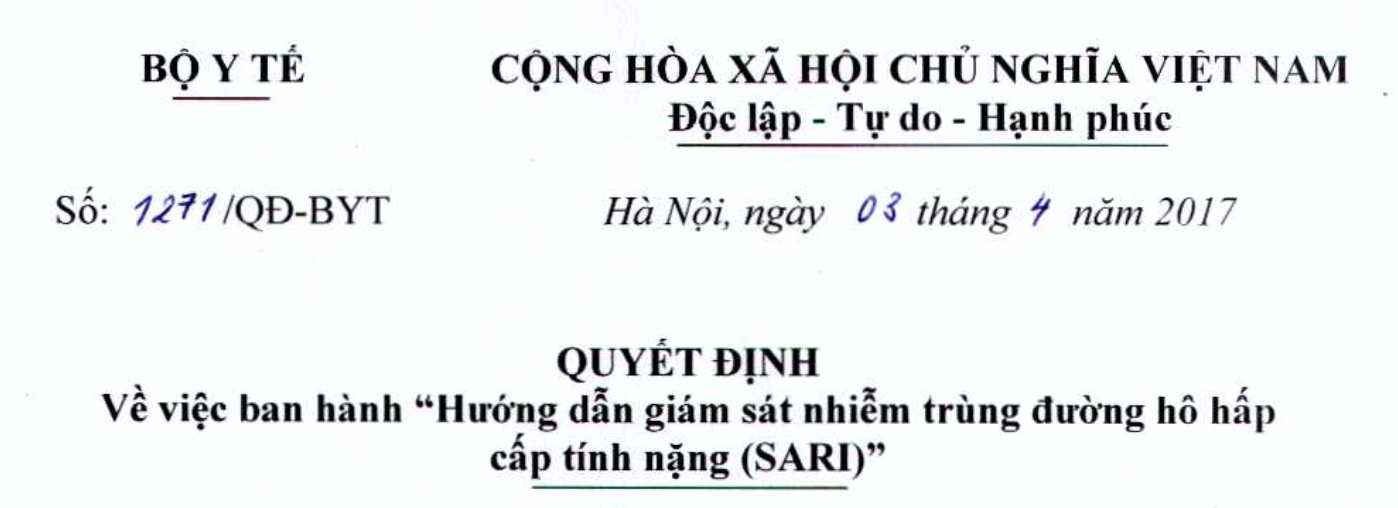 BỘ Y TẾ
CỘNG HÒA XÃ HỘI CHỦ NGHĨA VIỆT NAM
Độc lập - Tự do - Hạnh phúc
Số: 1271/QĐ-BYT
Hà Nội, ngày 03 tháng 4 năm 2017
QUYẾT ĐỊNH
Về việc ban hành “Hướng dẫn giám sát nhiễm trùng đường hô hấp
cấp tính nặng (SARI)”